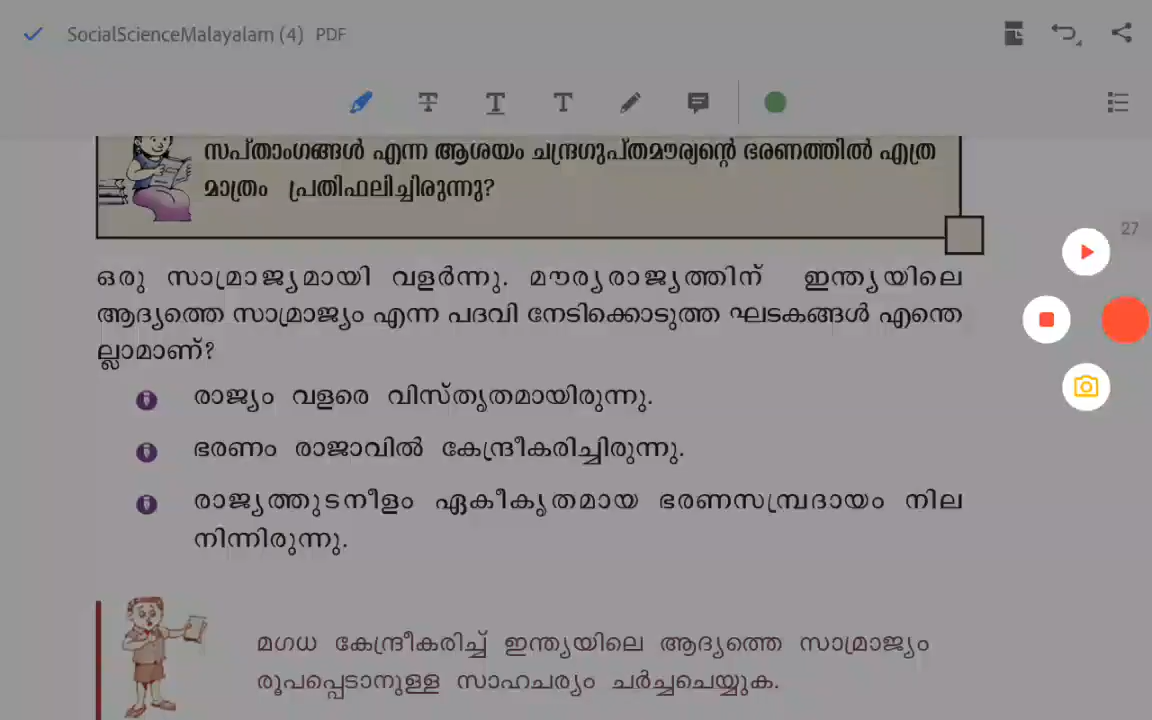 SocialScienceMalayalam (4) PDF
സപ്താംഗങ്ങൾ എന്ന ആശയം ചന്ദ്രഗുപ്തമൗര്യന്റെ ഭരണത്തിൽ എത്ര
മാത്രം പ്രതിഫലിച്ചിരുന്നു?
27
ഒരു സാമ്രാജ്യമായി വളർന്നു. മൗര്യരാജ്യത്തിന് ഇന്ത്യയിലെ
ആദ്യത്തെ സാമ്രാജ്യം എന്ന പദവി നേടിക്കൊടുത്ത ഘടകങ്ങൾ എന്തെ
ല്ലാമാണ്?
രാജ്യം വളരെ വിസ്തൃതമായിരുന്നു.
ഭരണം രാജാവിൽ കേന്ദ്രീകരിച്ചിരുന്നു.
രാജ്യത്തുടനീളം ഏകീകൃതമായ ഭരണസമ്പ്രദായം നില
നിന്നിരുന്നു.
മഗധ കേന്ദ്രീകരിച്ച് ഇന്ത്യയിലെ ആദ്യത്തെ സാമ്രാജ്യം
രൂപപ്പെടാനുള്ള സാഹചര്യം ചർച്ചചെയ്യുക.